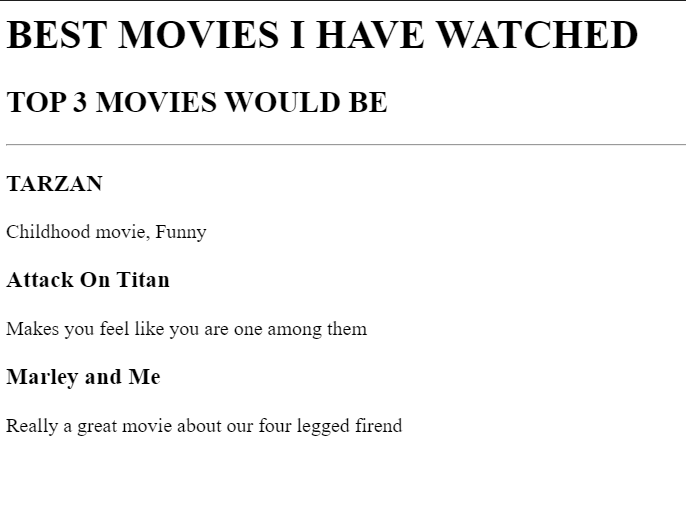 BEST MOVIES I HAVE WATCHED
TOP 3 MOVIES WOULD BE
TARZAN
Childhood movie, Funny
Attack On Titan
Makes you feel like you are one among them
Marley and Me
Really a great movie about our four legged firend